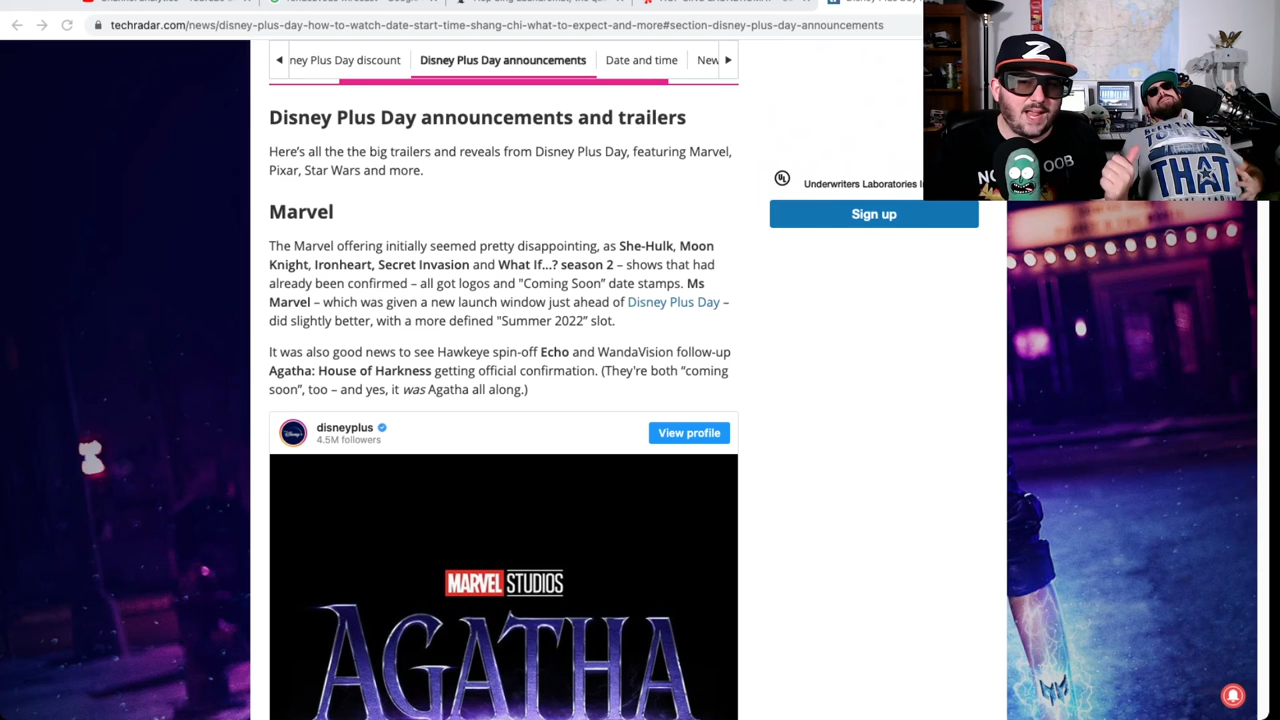 techradar.com/news/disney-plus-day-how-to-watch-date-start-time-shang-chi-what-to-expect-and-more#section-disney-plus-day-announcements
ney Plus Day discount
Disney Plus Day announcements
Date and time
New
Disney Plus Day announcements and trailers
Here's all the the big trailers and reveals from Disney Plus Day, featuring Marvel,
Pixar, Star Wars and more.
Marvel
The Marvel offering initially seemed pretty disappointing, as She-Hulk, Moon
Knight, Ironheart, Secret Invasion and What If...? season 2 – shows that had
already been confirmed – all got logos and "Coming Soon" date stamps. Ms
Marvel – which was given a new launch window just ahead of Disney Plus Day –
did slightly better, with a more defined "Summer 2022" slot.
It was also good news to see Hawkeye spin-off Echo and WandaVision follow-up
Agatha: House of Harkness getting official confirmation. (They're both “coming
soon”, too – and yes, it was Agatha all along.)
disneyplus
4.5M followers
View profile
MARVEL STUDIOS
AGATHA
UL
Underwriters Laboratories
Sign up
Z
OOB
THAT